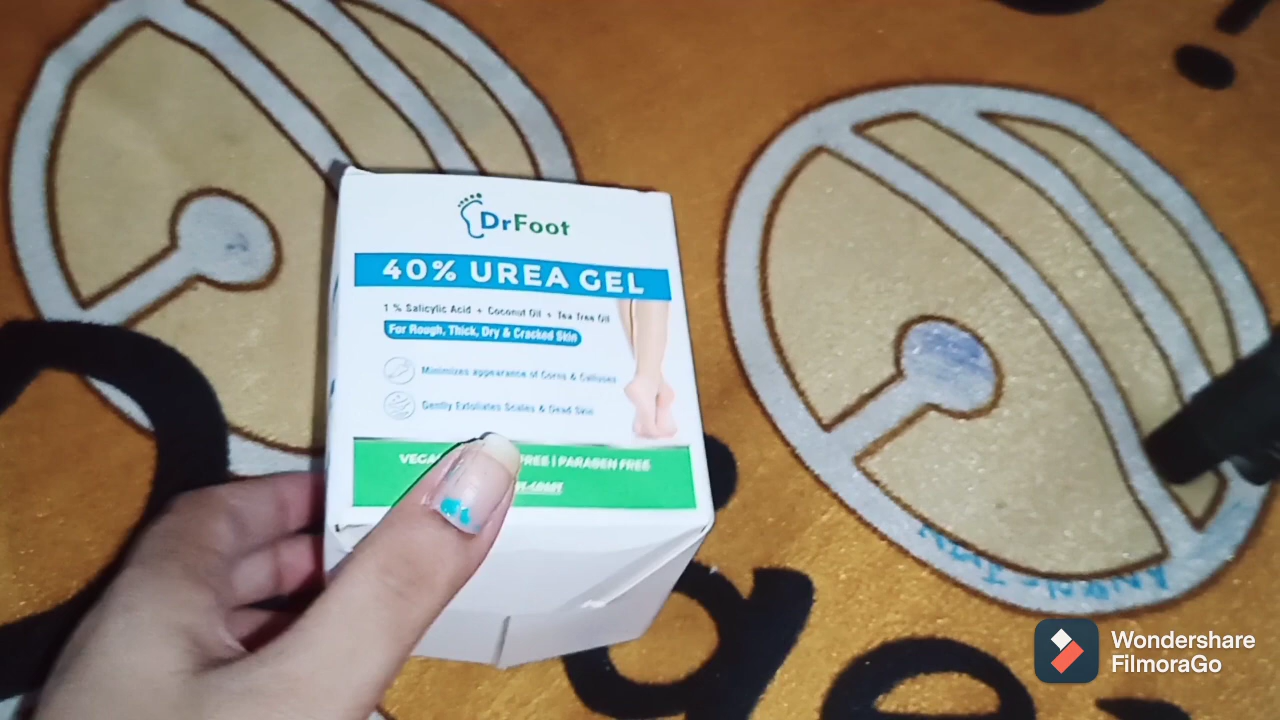 DrFoot
40% UREA GEL
1 % Salicylic Acid + Coconut Oil + Tea Tree Oil
For Rough, Thick, Dry & Cracked Skin
Minimizes appearance of Corns & Calluses
Gently Exfoliates Scales & Dead Skin
FREE | PARABEN FREE
Wondershare
FilmoraGo